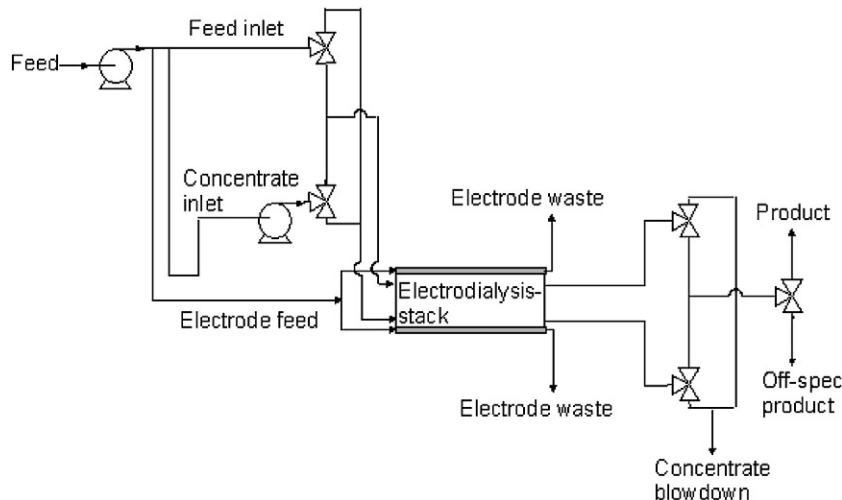 Feed inlet
Feed
Concentrate
inlet
Electrode waste
Product
Electrodialysis-
stack
Electrode feed
Off-spec
product
Electrode waste
Concentrate
blowdown